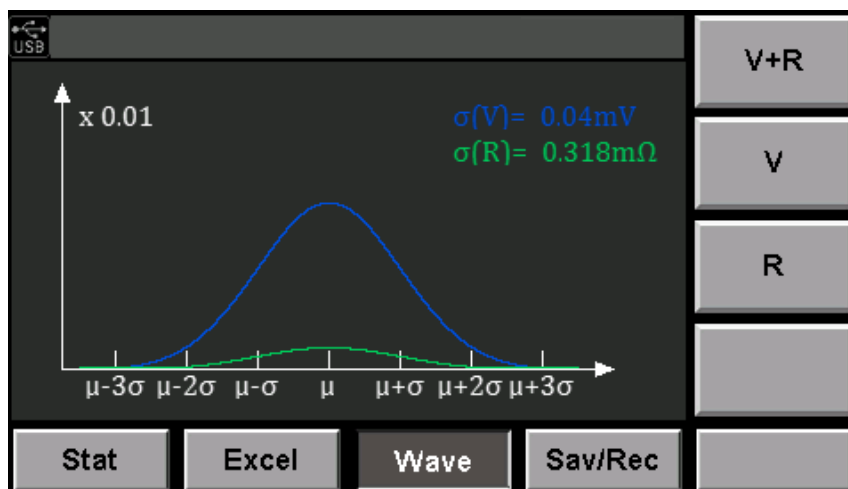 USB
V+R
x 0.01
σ(V)= 0.04mV
σ(R)= 0.318mΩ
V
R
μ-3σ μ-2σ μ-σ μ μ+σ μ+2σ μ+3σ
Stat Excel Wave Sav/Rec